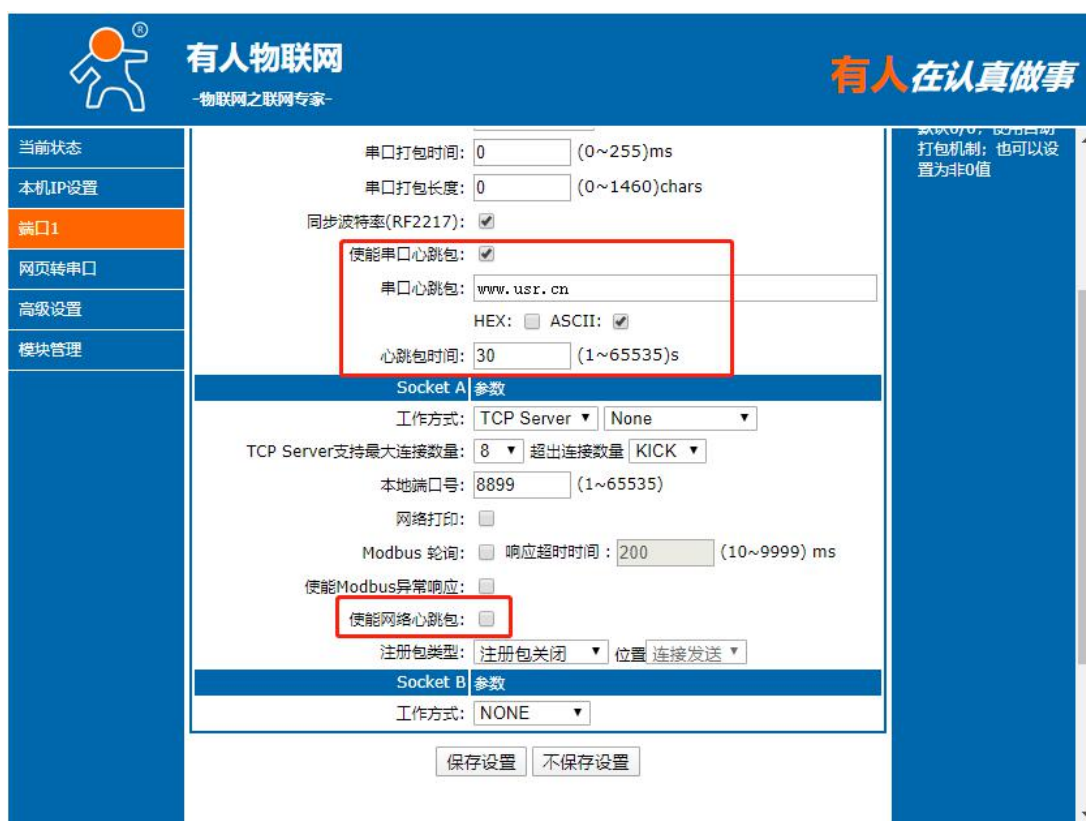 ®
有人物联网
-物联网之联网专家-
有人在认真做事
当前状态
本机IP设置
端口1
网页转串口
高级设置
模块管理
串口打包时间: 0 (0~255)ms
串口打包长度: 0 (0~1460)chars
同步波特率(RF2217):
使能串口心跳包:
串口心跳包: www.usr.cn
HEX: ASCII:
心跳包时间: 30 (1~65535)s
Socket A 参数
工作方式: TCP Server None
TCP Server支持最大连接数量: 8 超出连接数量 KICK
本地端口号: 8899 (1~65535)
网络打印:
Modbus 轮询: 响应超时时间 : 200 (10~9999) ms
使能Modbus异常响应:
使能网络心跳包:
注册包类型: 注册包关闭 位置 连接发送
Socket B 参数
工作方式: NONE
保存设置 不保存设置
默认0/0, 使用自动
打包机制; 也可以设
置为非0值